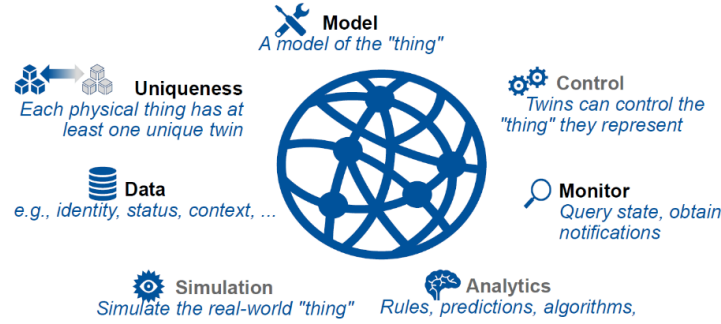 Model
A model of the "thing"
Uniqueness
Each physical thing has at
least one unique twin
Control
Twins can control the
"thing" they represent
Data
e.g., identity, status, context, ...
Monitor
Query state, obtain
notifications
Simulation
Simulate the real-world "thing"
Analytics
Rules, predictions, algorithms,